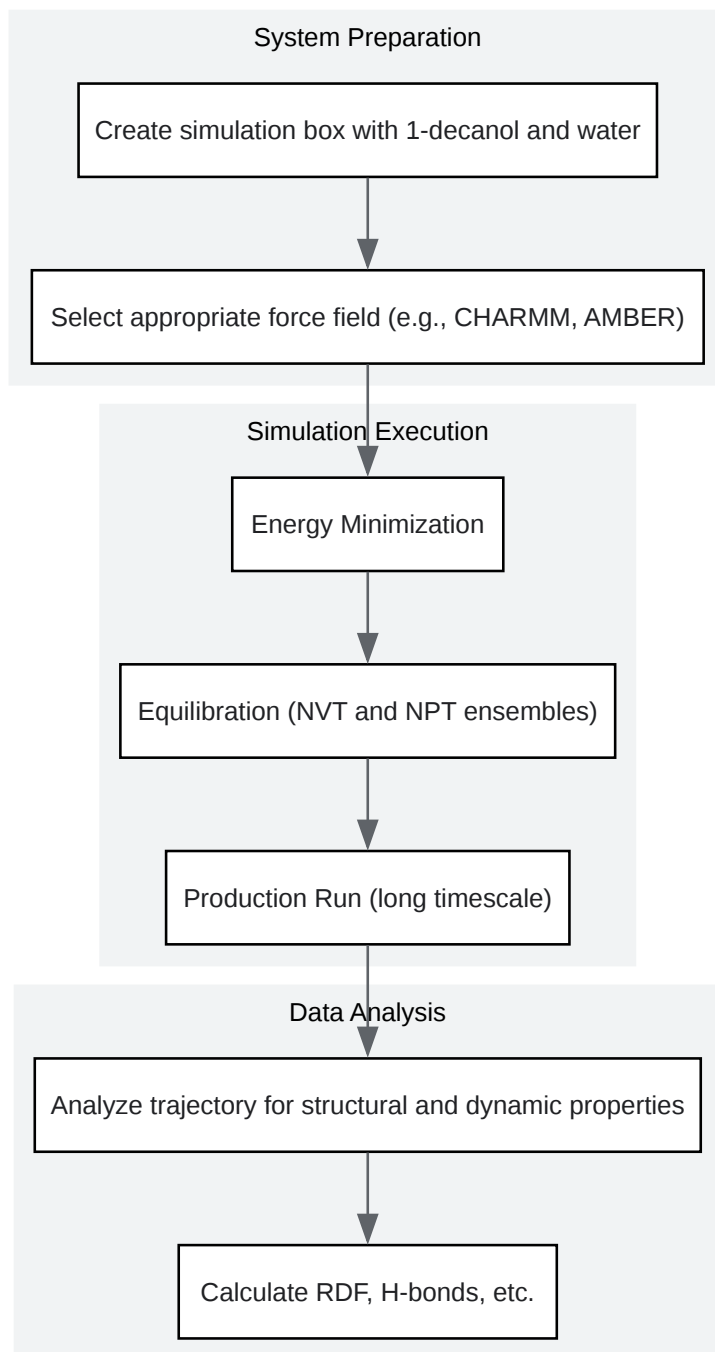 System Preparation
Create simulation box with 1-decanol and water
Select appropriate force field (e.g., CHARMM, AMBER)
Simulation Execution
Energy Minimization
Equilibration (NVT and NPT ensembles)
Production Run (long timescale)
Data Analysis
Analyze trajectory for structural and dynamic properties
Calculate RDF, H-bonds, etc.